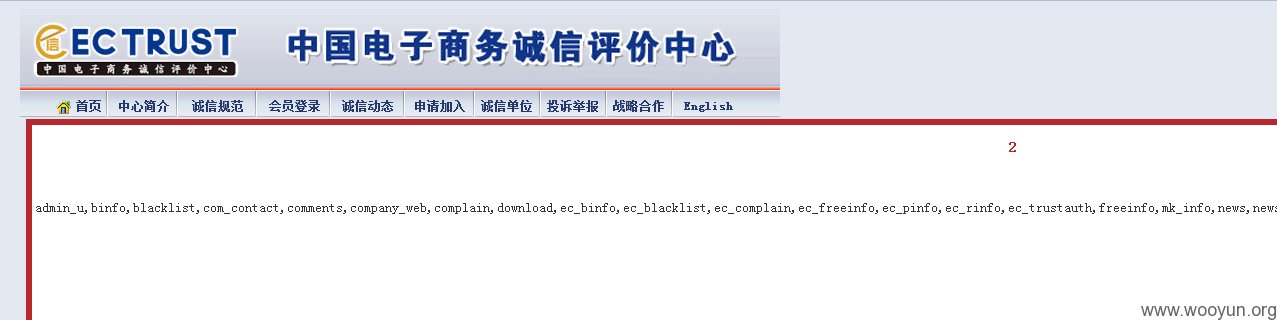 ECTRUST
中国电子商务诚信评价中心
中国电子商务诚信评价中心
首页 中心简介 诚信规范 会员登录 诚信动态 申请加入 诚信单位 投诉举报 战略合作 English
2
admin_u,binfo,blacklist,com_contact,comments,company_web,complain,download,ec_binfo,ec_blacklist,ec_complain,ec_freeinfo,ec_pinfo,ec_rinfo,ec_trustauth,freeinfo,mk_info,news,news
www.wooyun.org